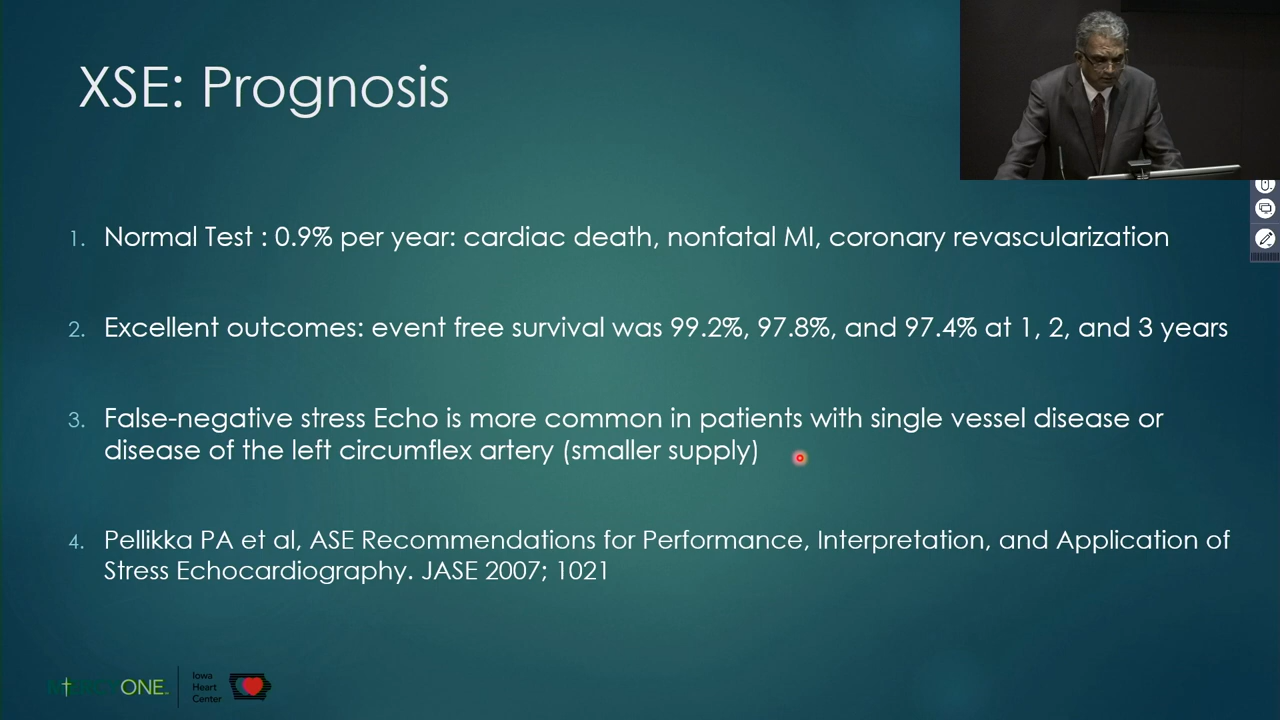 XSE: Prognosis
1. Normal Test : 0.9% per year: cardiac death, nonfatal MI, coronary revascularization
2. Excellent outcomes: event free survival was 99.2%, 97.8%, and 97.4% at 1, 2, and 3 years
3. False-negative stress Echo is more common in patients with single vessel disease or
disease of the left circumflex artery (smaller supply)
4. Pellikka PA et al, ASE Recommendations for Performance, Interpretation, and Application of
Stress Echocardiography. JASE 2007; 1021
MERCYONE.
Iowa
Heart
Center